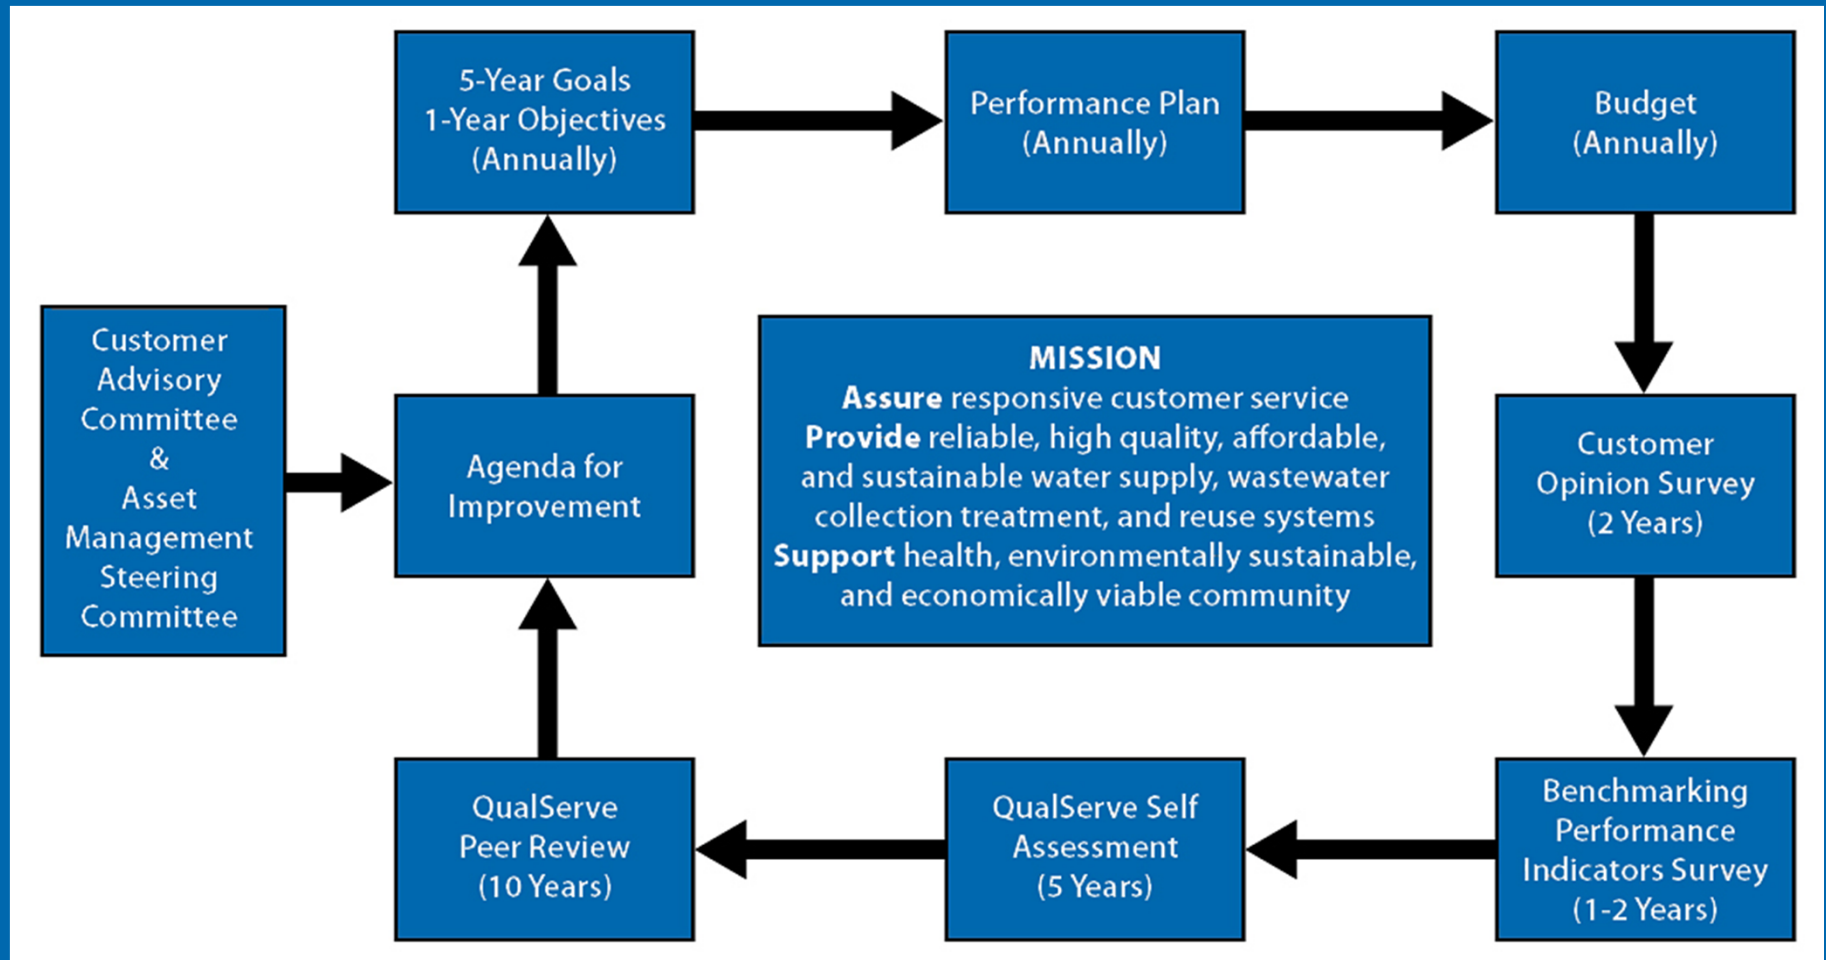 5-Year Goals
1-Year Objectives
(Annually)
Performance Plan
(Annually)
Budget
(Annually)
Customer
Advisory
Committee
&
Asset
Management
Steering
Committee
Agenda for
Improvement
MISSION
Assure responsive customer service
Provide reliable, high quality, affordable,
and sustainable water supply, wastewater
collection treatment, and reuse systems
Support health, environmentally sustainable,
and economically viable community
Customer
Opinion Survey
(2 Years)
QualServe
Peer Review
(10 Years)
QualServe Self
Assessment
(5 Years)
Benchmarking
Performance
Indicators Survey
(1-2 Years)